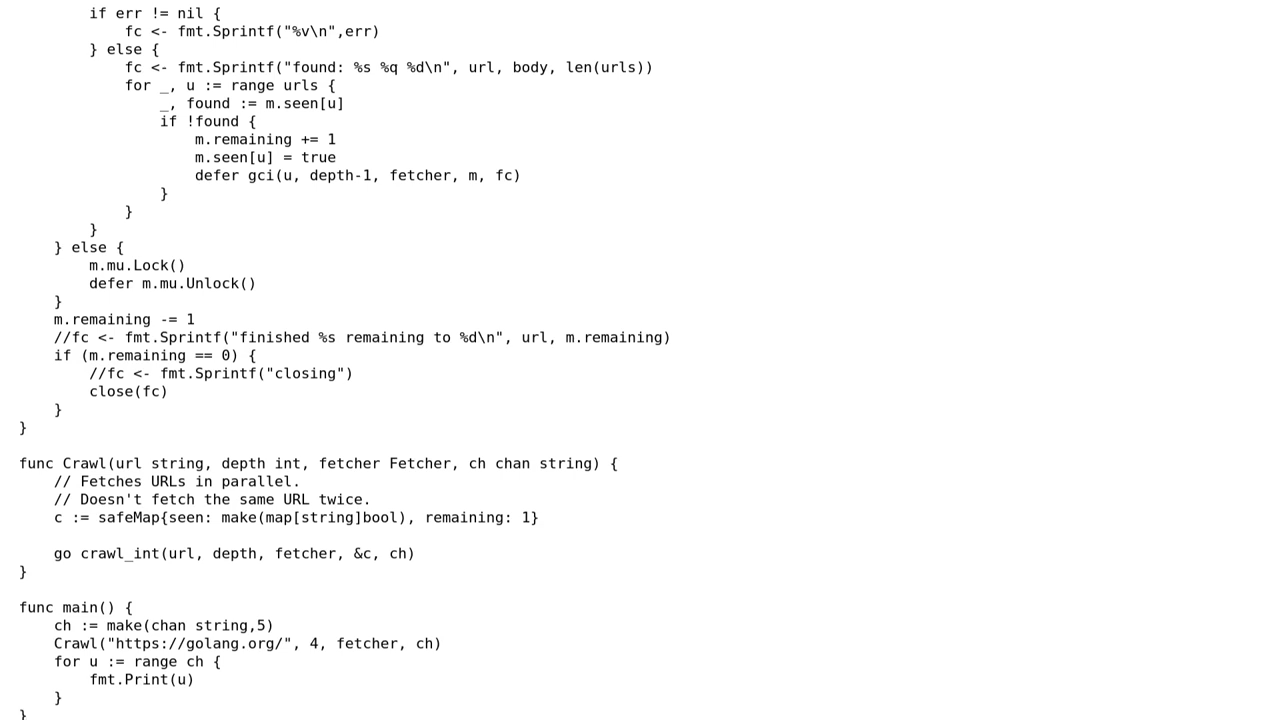 if err != nil {
            fc <- fmt.Sprintf("%v\n",err)
        } else {
            fc <- fmt.Sprintf("found: %s %q %d\n", url, body, len(urls))
            for _, u := range urls {
                _, found := m.seen[u]
                if !found {
                    m.remaining += 1
                    m.seen[u] = true
                    defer gci(u, depth-1, fetcher, m, fc)
                }
            }
        }
    } else {
        m.mu.Lock()
        defer m.mu.Unlock()
    }
    m.remaining -= 1
    //fc <- fmt.Sprintf("finished %s remaining to %d\n", url, m.remaining)
    if (m.remaining == 0) {
        //fc <- fmt.Sprintf("closing")
        close(fc)
    }
}

func Crawl(url string, depth int, fetcher Fetcher, ch chan string) {
    // Fetches URLs in parallel.
    // Doesn't fetch the same URL twice.
    c := safeMap{seen: make(map[string]bool), remaining: 1}

    go crawl_int(url, depth, fetcher, &c, ch)
}

func main() {
    ch := make(chan string,5)
    Crawl("https://golang.org/", 4, fetcher, ch)
    for u := range ch {
        fmt.Print(u)
    }
}